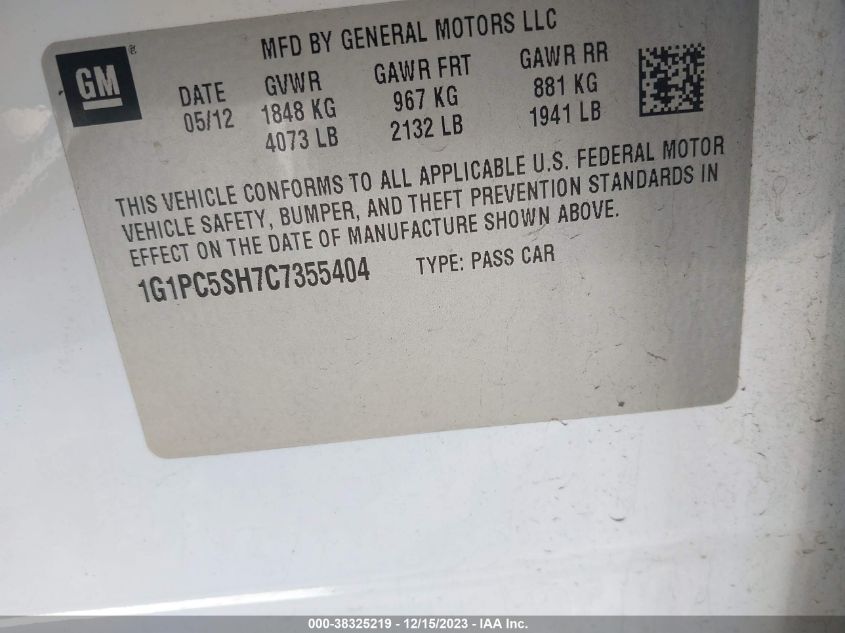 GM
®
MFD BY GENERAL MOTORS LLC
DATE GVWR GAWR FRT GAWR RR
05/12 1848 KG 967 KG 881 KG
4073 LB 2132 LB 1941 LB
THIS VEHICLE CONFORMS TO ALL APPLICABLE U.S. FEDERAL MOTOR
VEHICLE SAFETY, BUMPER, AND THEFT PREVENTION STANDARDS IN
EFFECT ON THE DATE OF MANUFACTURE SHOWN ABOVE.
1G1PC5SH7C7355404 TYPE: PASS CAR
000-38325219 - 12/15/2023 - IAA Inc.